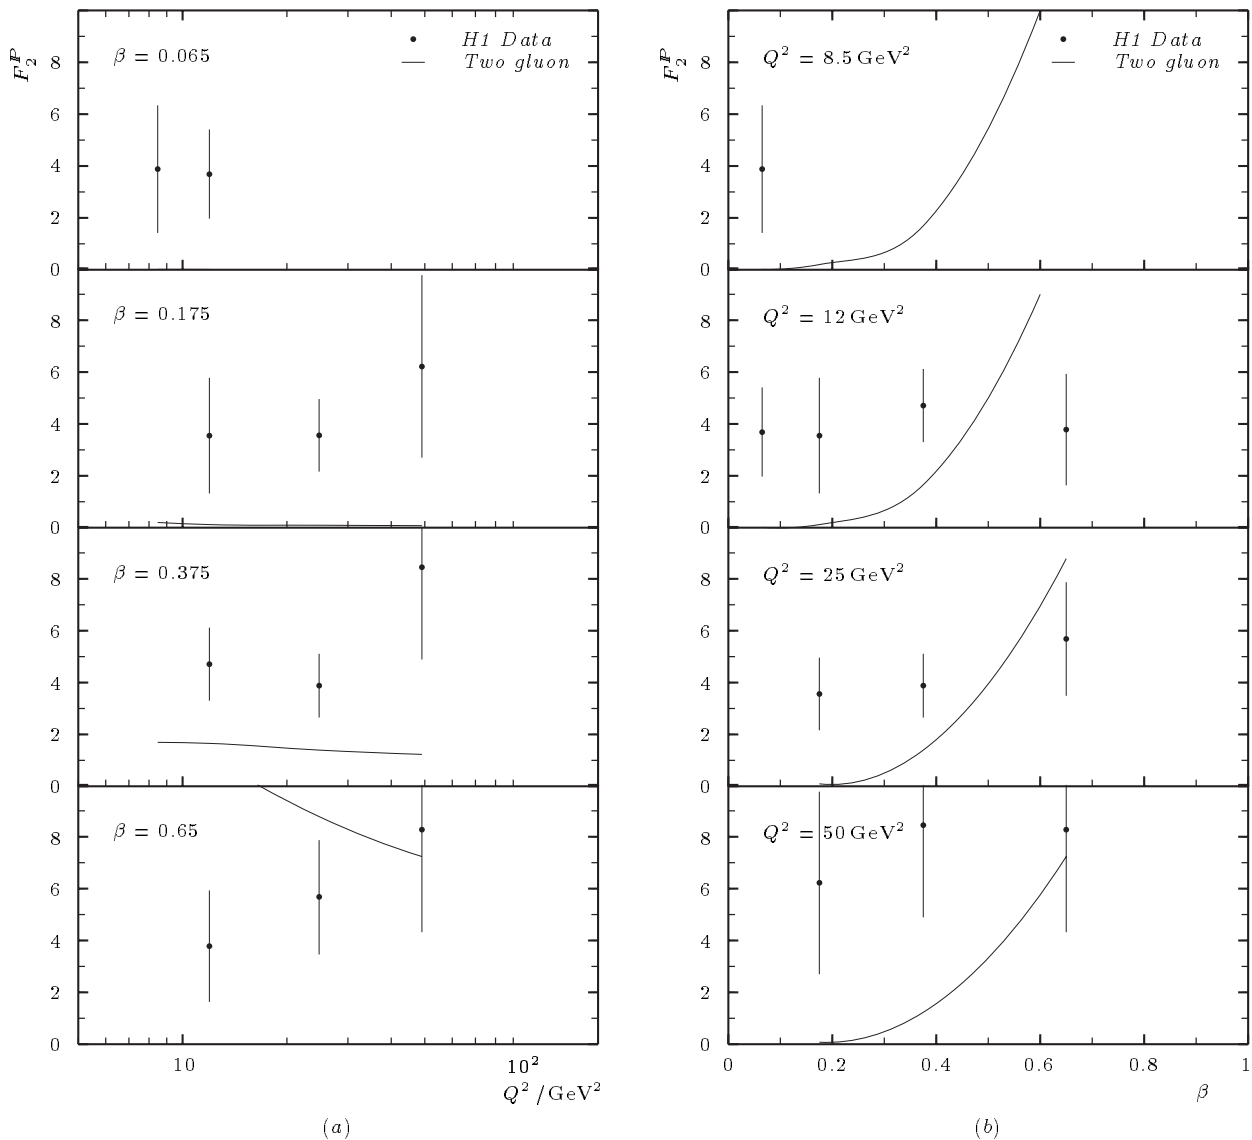 F₂^ℙ
8
6
4
2
0
β = 0.065
H1 Data
Two gluon
8
6
4
2
0
β = 0.175
8
6
4
2
0
β = 0.375
8
6
4
2
0
β = 0.65
10
10²
Q² / GeV²
(a)
F₂^ℙ
8
6
4
2
0
Q² = 8.5 GeV²
H1 Data
Two gluon
8
6
4
2
0
Q² = 12 GeV²
8
6
4
2
0
Q² = 25 GeV²
8
6
4
2
0
Q² = 50 GeV²
0
0.2
0.4
0.6
0.8
1
β
(b)